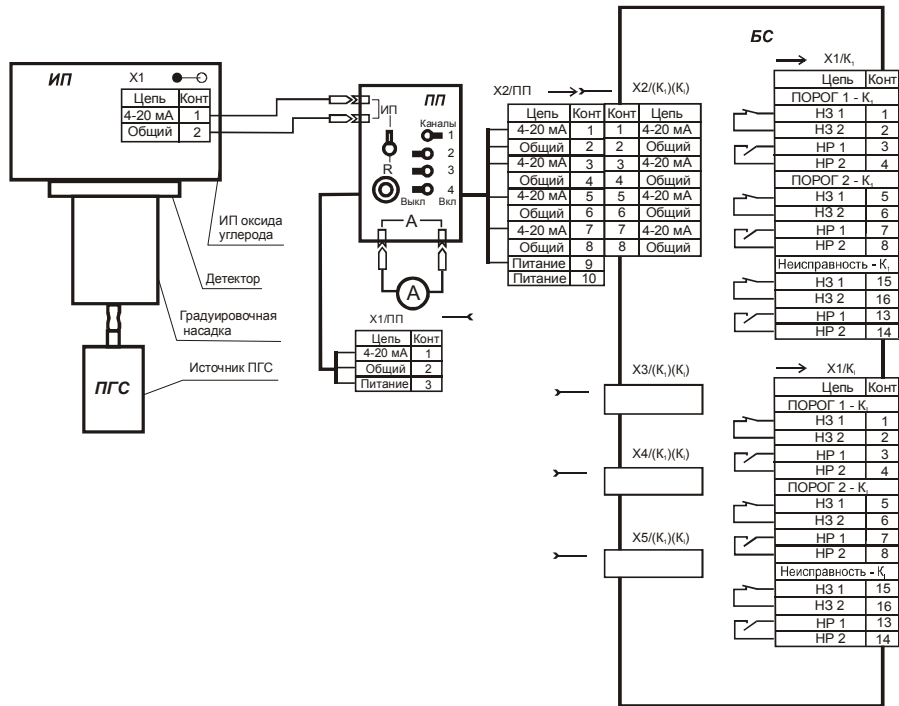 ИП
X1
Цепь Конт
4-20 мА 1
Общий 2
ИП оксида
углерода
Детектор
Градуировочная
насадка
Источник ПГС
ПГС
ПП
ИП
Каналы
1
2
3
4
R
Выкл Вкл
А
А
X1/ПП
Цепь Конт
4-20 мА 1
Общий 2
Питание 3
X2/ПП X2/(К₁)(Кᵢ)
Цепь Конт Конт Цепь
4-20 мА 1 1 4-20 мА
Общий 2 2 Общий
4-20 мА 3 3 4-20 мА
Общий 4 4 Общий
4-20 мА 5 5 4-20 мА
Общий 6 6 Общий
4-20 мА 7 7 4-20 мА
Общий 8 8 Общий
Питание 9
Питание 10
X3/(К₁)(Кᵢ)
X4/(К₁)(Кᵢ)
X5/(К₁)(Кᵢ)
БС
X1/К₁
Цепь Конт
ПОРОГ 1 - К₁
НЗ 1 1
НЗ 2 2
НР 1 3
НР 2 4
ПОРОГ 2 - К₁
НЗ 1 5
НЗ 2 6
НР 1 7
НР 2 8
Неисправность - К₁
НЗ 1 15
НЗ 2 16
НР 1 13
НР 2 14
X1/Кᵢ
Цепь Конт
ПОРОГ 1 - Кᵢ
НЗ 1 1
НЗ 2 2
НР 1 3
НР 2 4
ПОРОГ 2 - Кᵢ
НЗ 1 5
НЗ 2 6
НР 1 7
НР 2 8
Неисправность - Кᵢ
НЗ 1 15
НЗ 2 16
НР 1 13
НР 2 14